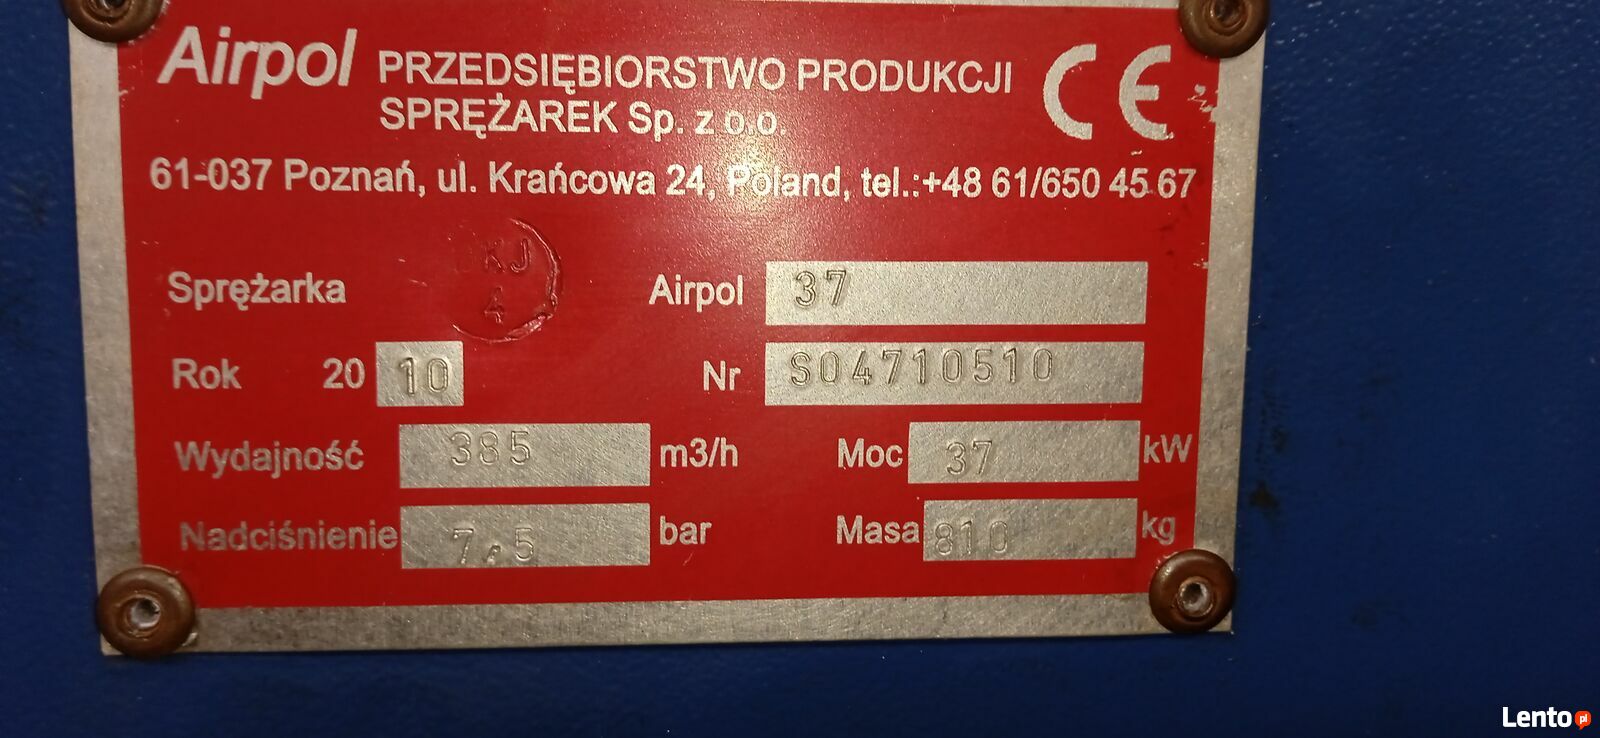 Airpol PRZEDSIĘBIORSTWO PRODUKCJI
SPRĘŻAREK Sp. z o.o.
CE
61-037 Poznań, ul. Krańcowa 24, Poland, tel.:+48 61/650 45 67
KJ
4
Sprężarka Airpol 37
Rok 20 10 Nr S04710510
Wydajność 385 m3/h Moc 37 kW
Nadciśnienie 7,5 bar Masa 810 kg
Lento.pl